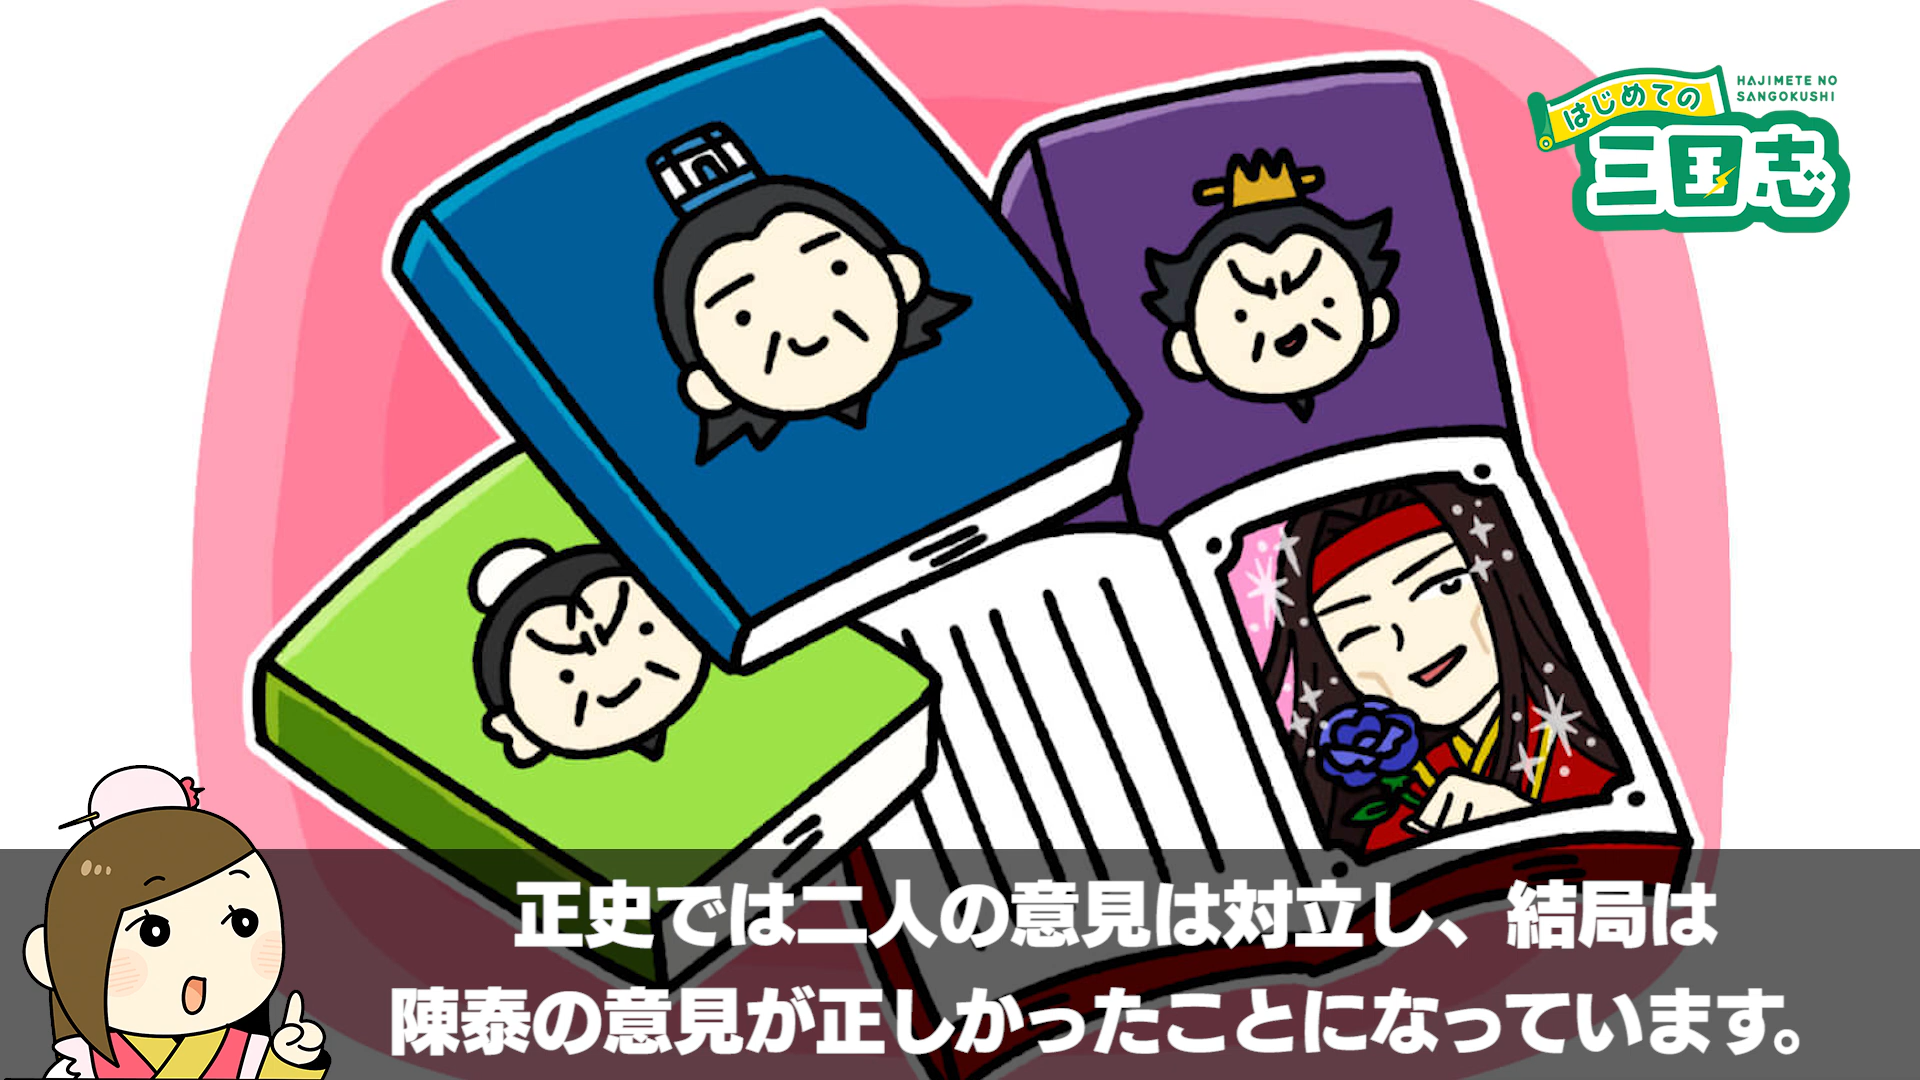 はじめての
三国志
HAJIMETE NO
SANGOKUSHI
正史では二人の意見は対立し、結局は
陳泰の意見が正しかったことになっています。